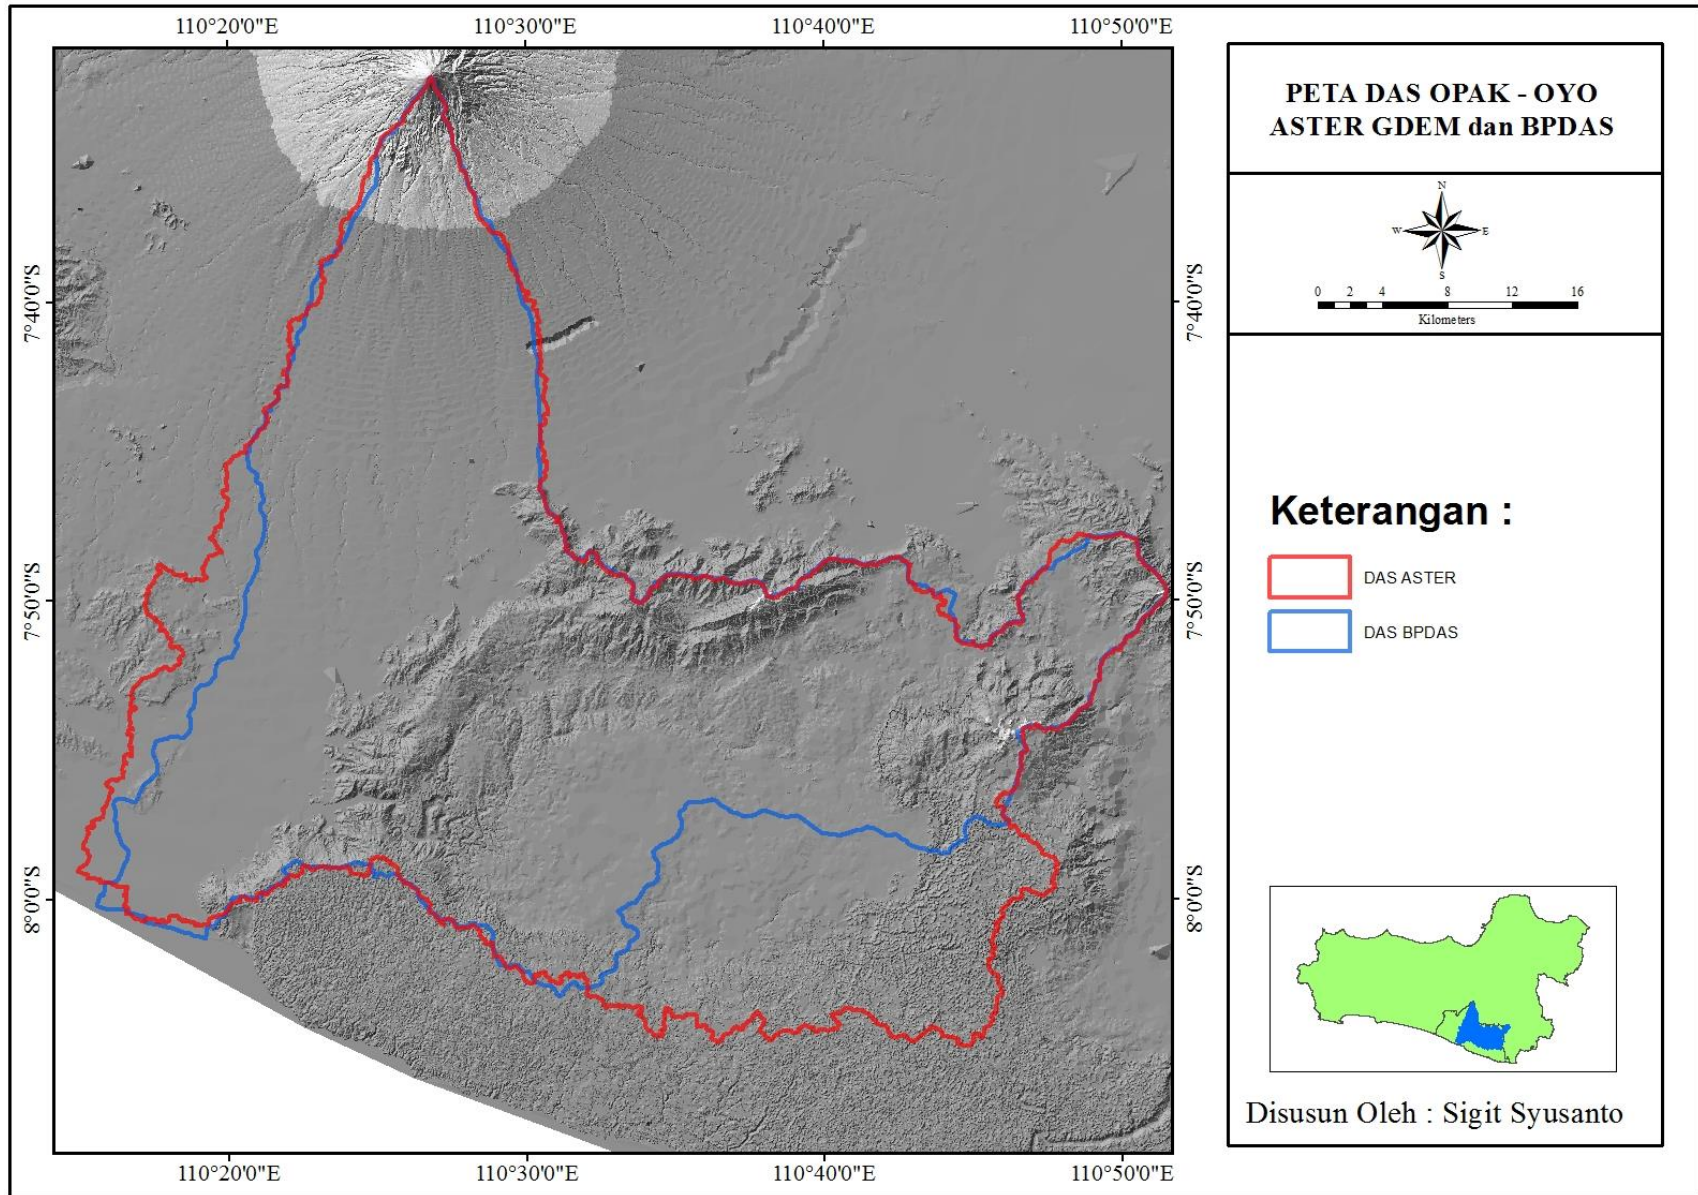 110°20'0"E 110°30'0"E 110°40'0"E 110°50'0"E
7°40'0"S 7°40'0"S
7°50'0"S 7°50'0"S
8°0'0"S 8°0'0"S
110°20'0"E 110°30'0"E 110°40'0"E 110°50'0"E
PETA DAS OPAK - OYO
ASTER GDEM dan BPDAS
N
W E
S
0 2 4 8 12 16
Kilometers
Keterangan :
DAS ASTER
DAS BPDAS
Disusun Oleh : Sigit Syusanto